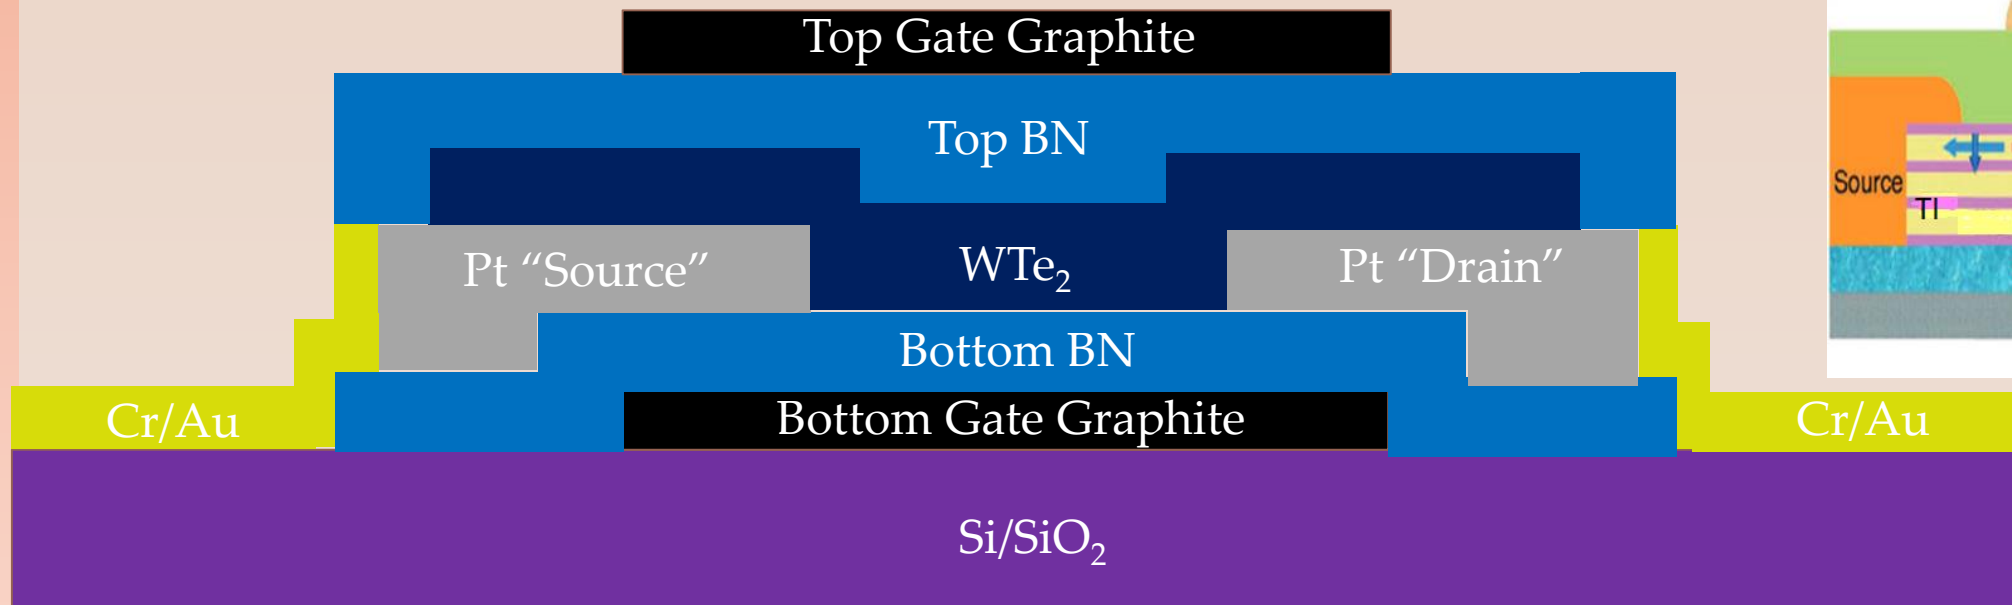 Top Gate Graphite
Top BN
Source
TI
Pt “Source”
WTe₂
Pt “Drain”
Bottom BN
Cr/Au
Bottom Gate Graphite
Cr/Au
Si/SiO₂